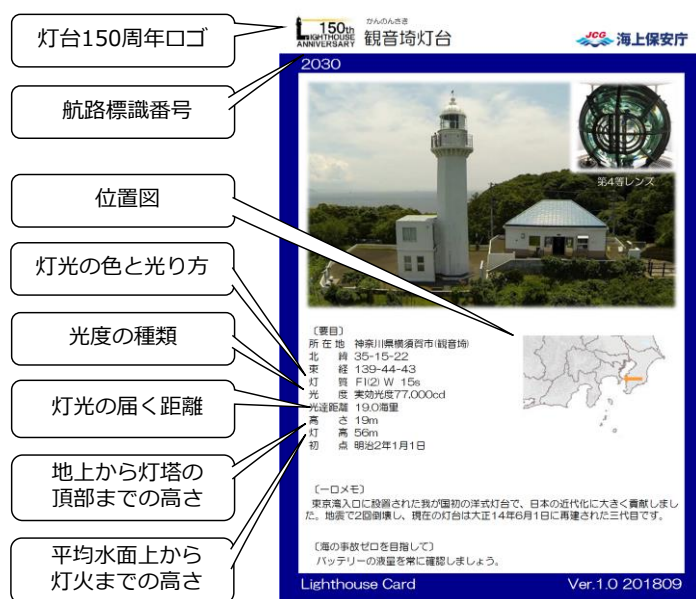 灯台150周年ロゴ
航路標識番号
位置図
灯光の色と光り方
光度の種類
灯光の届く距離
地上から灯塔の
頂部までの高さ
平均水面上から
灯火までの高さ
150th
LIGHTHOUSE
ANNIVERSARY
かんのんさき
観音埼灯台
JCG 海上保安庁
2030
第4等レンズ
〔要目〕
所在地 神奈川県横須賀市(観音埼)
北緯 35-15-22
東経 139-44-43
灯質 Fl(2) W 15s
光度 実効光度77,000cd
光達距離 19.0海里
高さ 19m
灯高 56m
初点 明治2年1月1日
〔一口メモ〕
東京湾入口に設置された我が国初の洋式灯台で、日本の近代化に大きく貢献しまし
た。地震で2回倒壊し、現在の灯台は大正14年6月1日に再建された三代目です。
〔海の事故ゼロを目指して〕
バッテリーの液量を常に確認しましょう。
Lighthouse Card Ver.1.0 201809